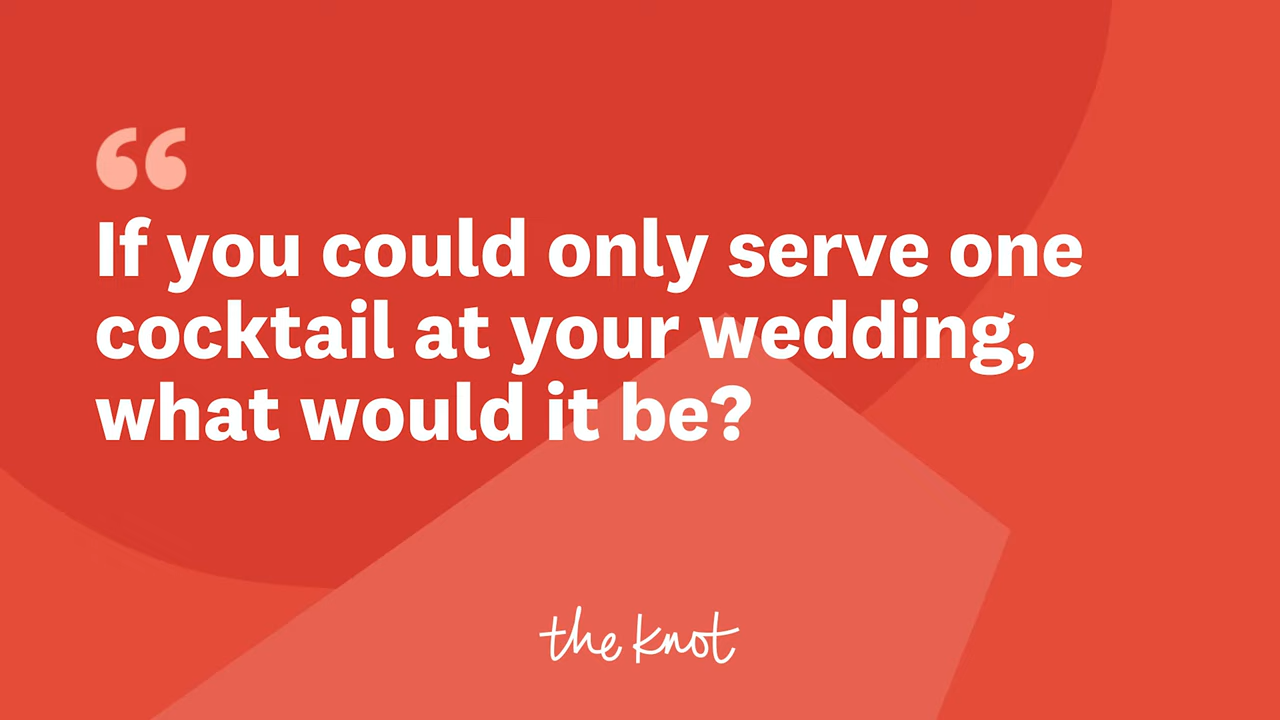 “
If you could only serve one
cocktail at your wedding,
what would it be?
the knot